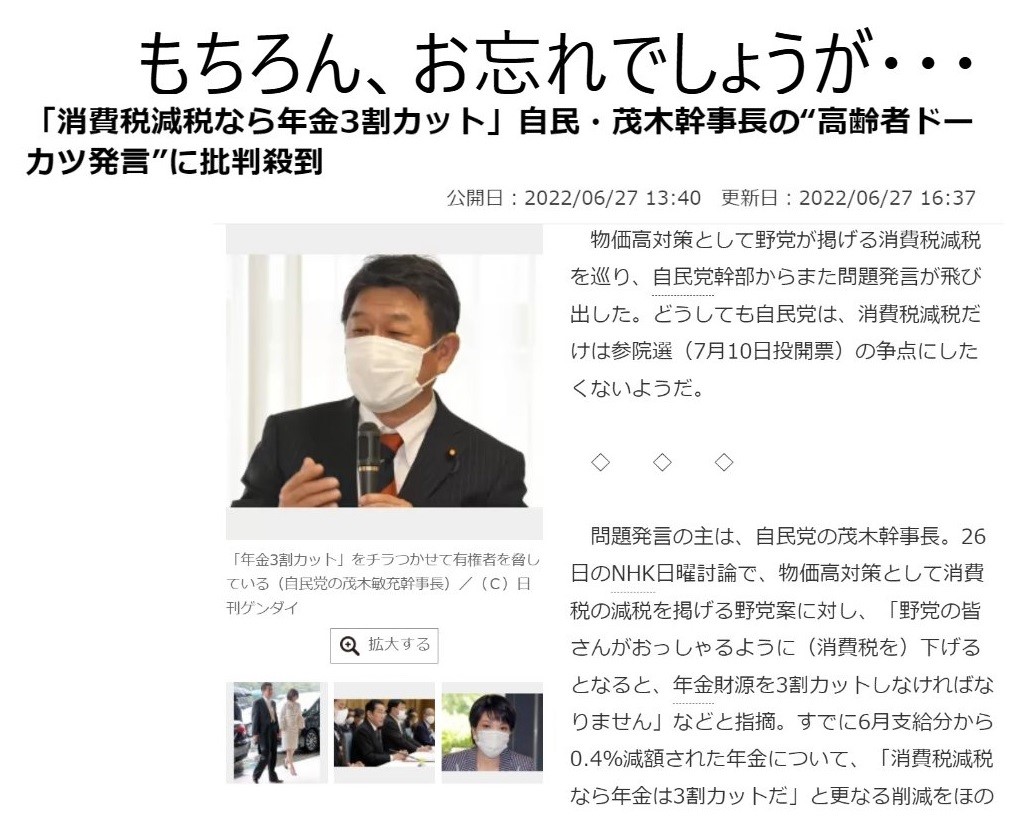 もちろん、お忘れでしょうが・・・
「消費税減税なら年金3割カット」自民・茂木幹事長の“高齢者ドー
カツ発言”に批判殺到
公開日：2022/06/27 13:40　更新日：2022/06/27 16:37
「年金3割カット」をチラつかせて有権者を脅し
ている（自民党の茂木敏充幹事長）／（Ｃ）日
刊ゲンダイ
拡大する
物価高対策として野党が掲げる消費税減税
を巡り、自民党幹部からまた問題発言が飛び
出した。どうしても自民党は、消費税減税だ
けは参院選（7月10日投開票）の争点にした
くないようだ。
◇　◇　◇
問題発言の主は、自民党の茂木幹事長。26
日のNHK日曜討論で、物価高対策として消費
税の減税を掲げる野党案に対し、「野党の皆
さんがおっしゃるように（消費税を）下げる
となると、年金財源を3割カットしなければな
りません」などと指摘。すでに6月支給分から
0.4%減額された年金について、「消費税減税
なら年金は3割カットだ」と更なる削減をほの